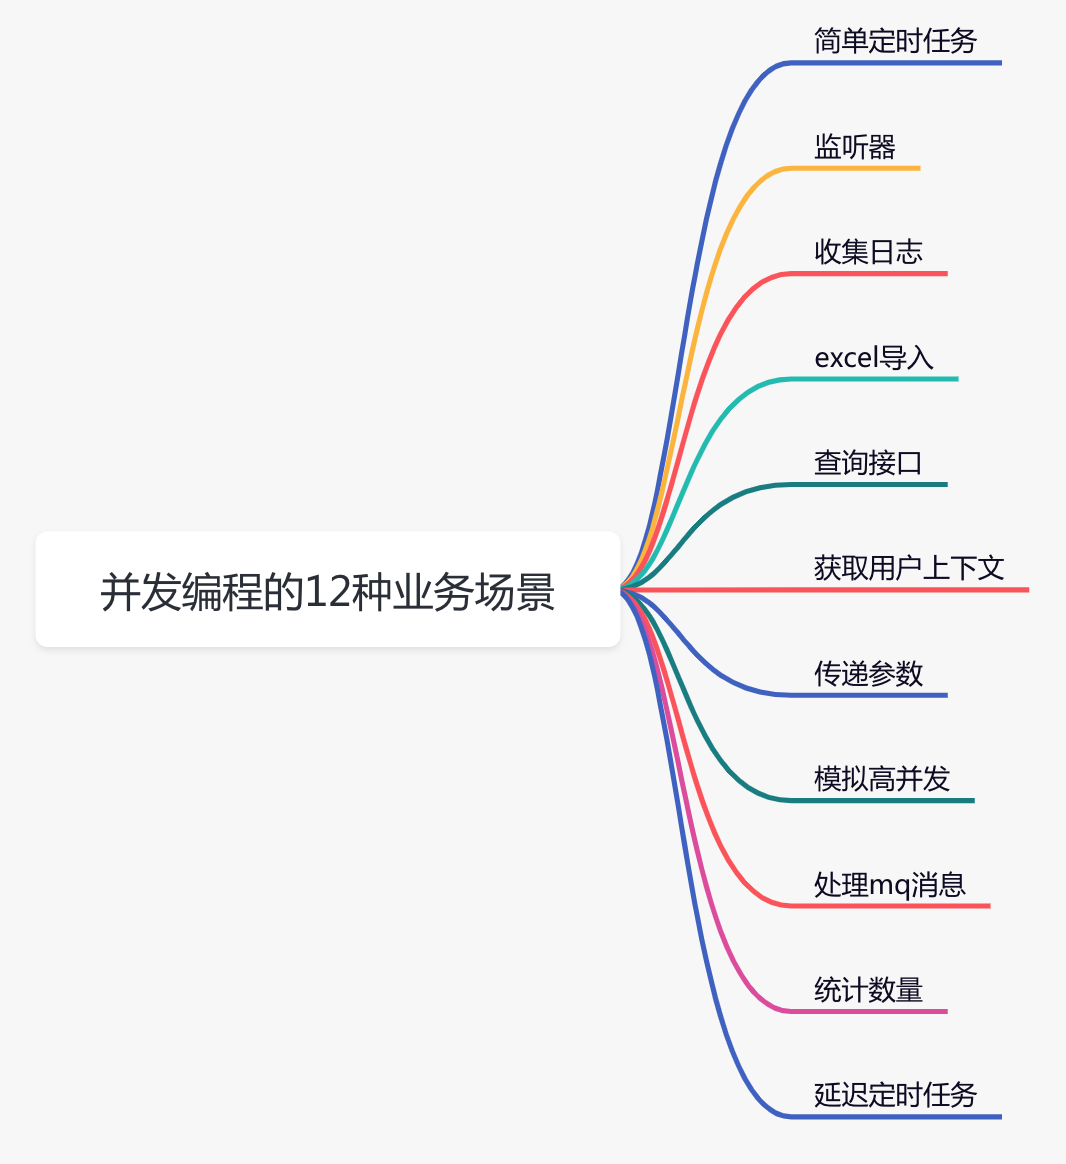 并发编程的12种业务场景
简单定时任务
监听器
收集日志
excel导入
查询接口
获取用户上下文
传递参数
模拟高并发
处理mq消息
统计数量
延迟定时任务